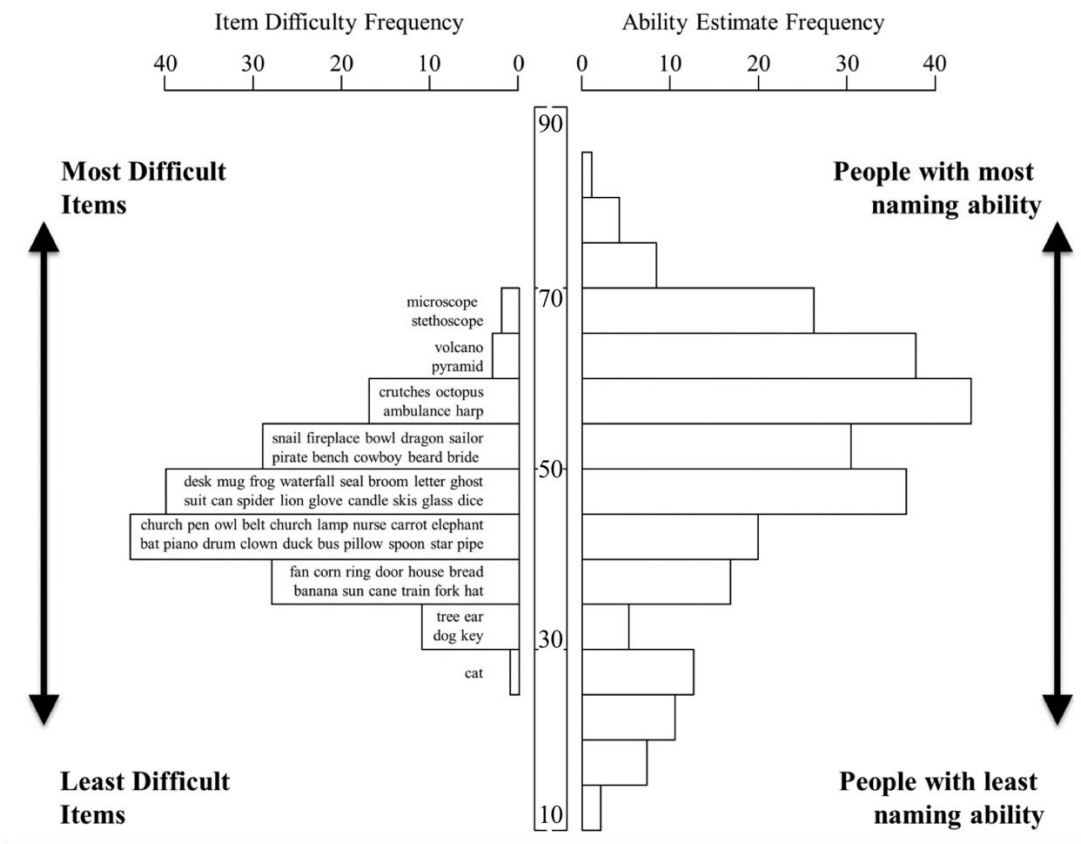 Item Difficulty Frequency
Ability Estimate Frequency
40 30 20 10 0
0 10 20 30 40
90
Most Difficult
Items
People with most
naming ability
70
microscope
stethoscope
volcano
pyramid
crutches octopus
ambulance harp
snail fireplace bowl dragon sailor
pirate bench cowboy beard bride
50
desk mug frog waterfall seal broom letter ghost
suit can spider lion glove candle skis glass dice
church pen owl belt church lamp nurse carrot elephant
bat piano drum clown duck bus pillow spoon star pipe
fan corn ring door house bread
banana sun cane train fork hat
tree ear
dog key
30
cat
Least Difficult
Items
People with least
naming ability
10